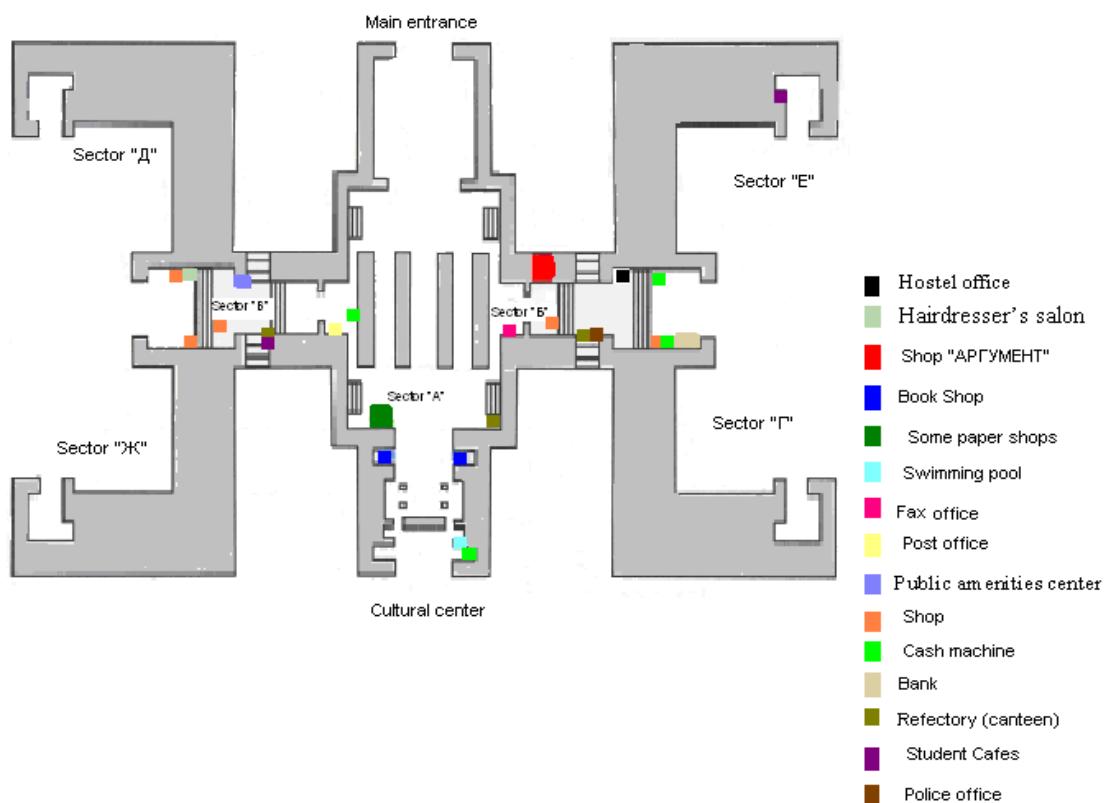 Main entrance
Sector "Д"
Sector "Е"
Sector "В"
Sector "Б"
Sector "А"
Sector "Ж"
Sector "Г"
Cultural center
Hostel office
Hairdresser's salon
Shop "АРГУМЕНТ"
Book Shop
Some paper shops
Swimming pool
Fax office
Post office
Public amenities center
Shop
Cash machine
Bank
Refectory (canteen)
Student Cafes
Police office